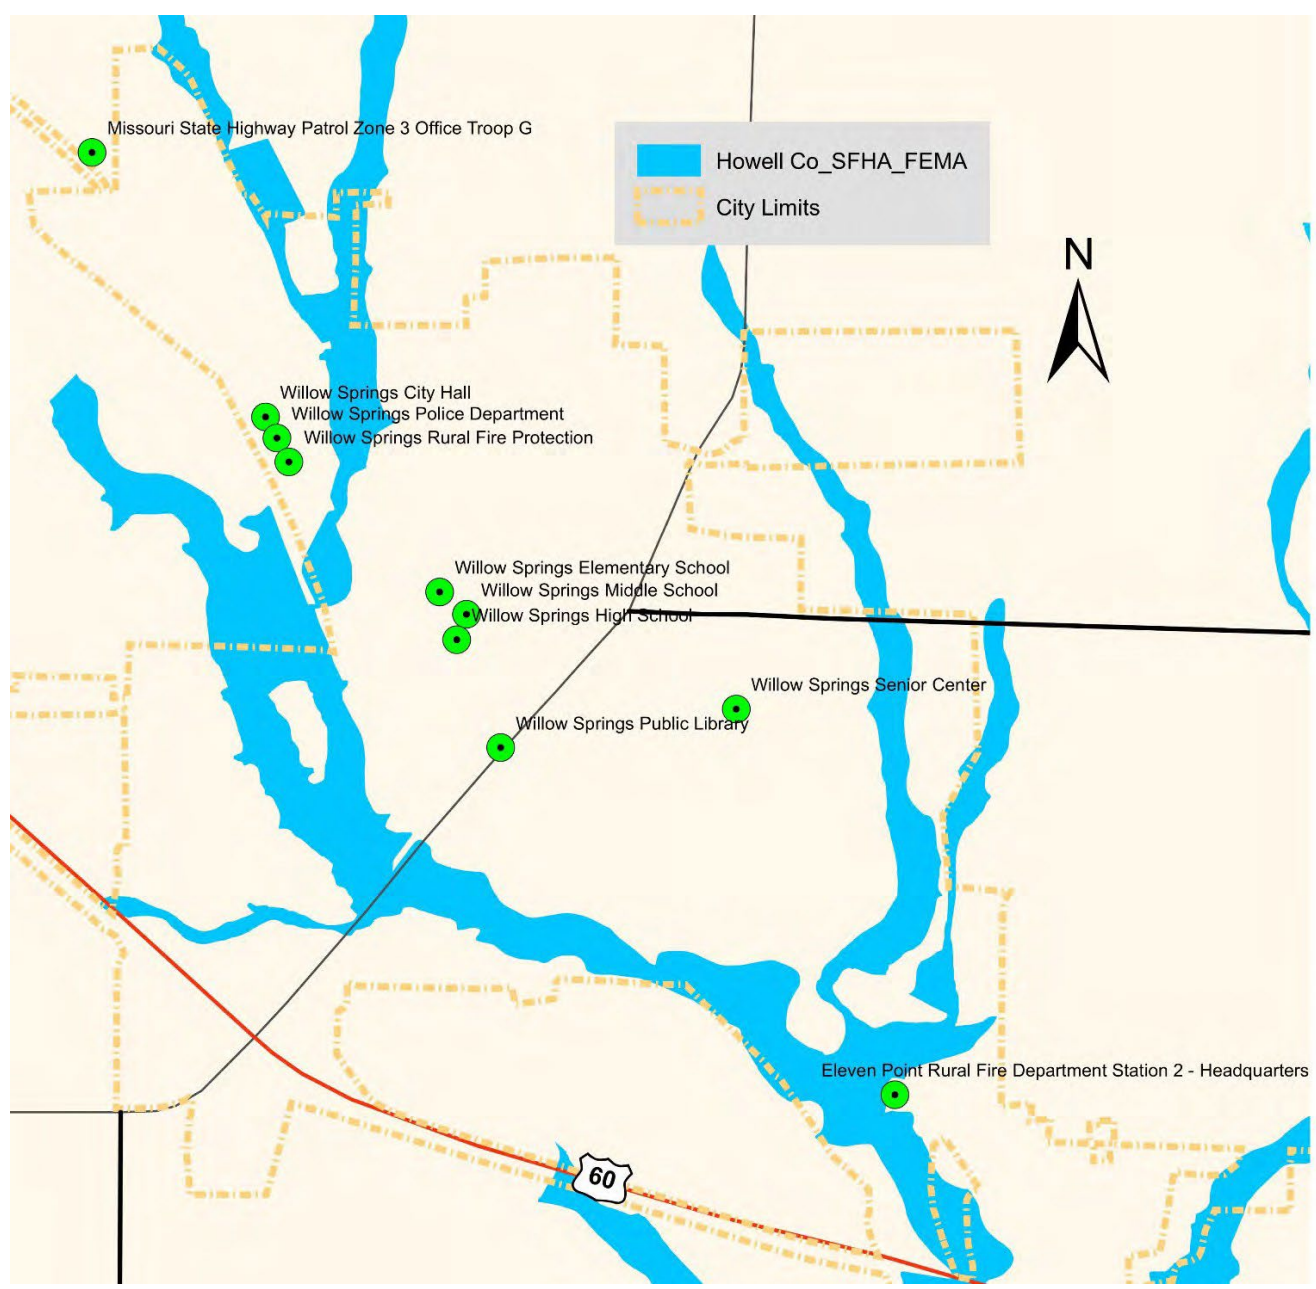 Missouri State Highway Patrol Zone 3 Office Troop G
Howell Co_SFHA_FEMA
City Limits
N
Willow Springs City Hall
Willow Springs Police Department
Willow Springs Rural Fire Protection
Willow Springs Elementary School
Willow Springs Middle School
Willow Springs High School
Willow Springs Senior Center
Willow Springs Public Library
Eleven Point Rural Fire Department Station 2 - Headquarters
60